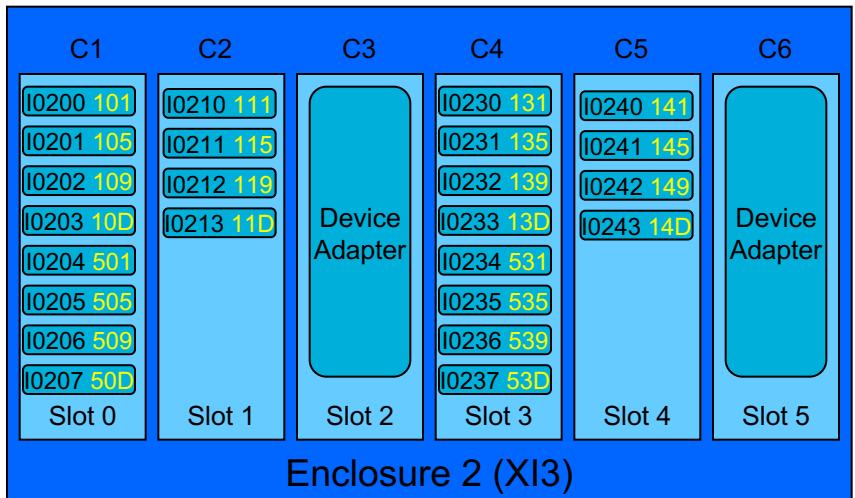 C1 C2 C3 C4 C5 C6
I0200 101
I0201 105
I0202 109
I0203 10D
I0204 501
I0205 505
I0206 509
I0207 50D
Slot 0
I0210 111
I0211 115
I0212 119
I0213 11D
Slot 1
Device
Adapter
Slot 2
I0230 131
I0231 135
I0232 139
I0233 13D
I0234 531
I0235 535
I0236 539
I0237 53D
Slot 3
I0240 141
I0241 145
I0242 149
I0243 14D
Slot 4
Device
Adapter
Slot 5
Enclosure 2 (XI3)